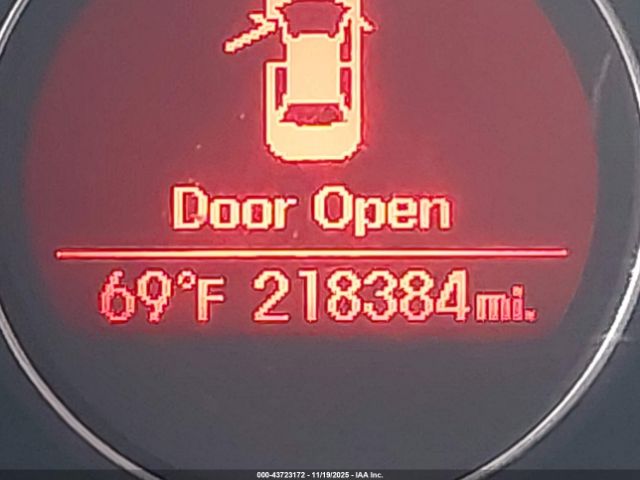 Door Open
69°F 218384 mi.
000-43723172 - 11/19/2025 - IAA Inc.